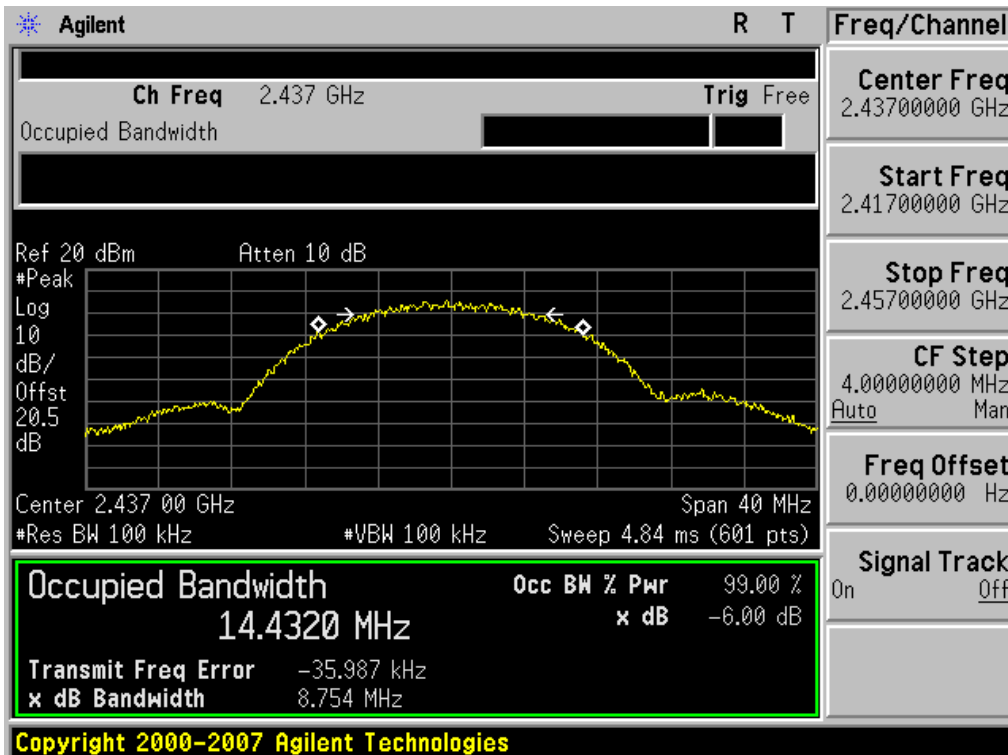 Agilent R T Freq/Channel
Ch Freq 2.437 GHz Trig Free
Occupied Bandwidth
Center Freq
2.43700000 GHz
Start Freq
2.41700000 GHz
Stop Freq
2.45700000 GHz
CF Step
4.00000000 MHz
Auto Man
Freq Offset
0.00000000 Hz
Signal Track
On Off
Ref 20 dBm Atten 10 dB
#Peak
Log
10
dB/
Offst
20.5
dB
Center 2.437 00 GHz Span 40 MHz
#Res BW 100 kHz #VBW 100 kHz Sweep 4.84 ms (601 pts)
Occupied Bandwidth Occ BW % Pwr 99.00 %
14.4320 MHz x dB -6.00 dB
Transmit Freq Error -35.987 kHz
x dB Bandwidth 8.754 MHz
Copyright 2000-2007 Agilent Technologies